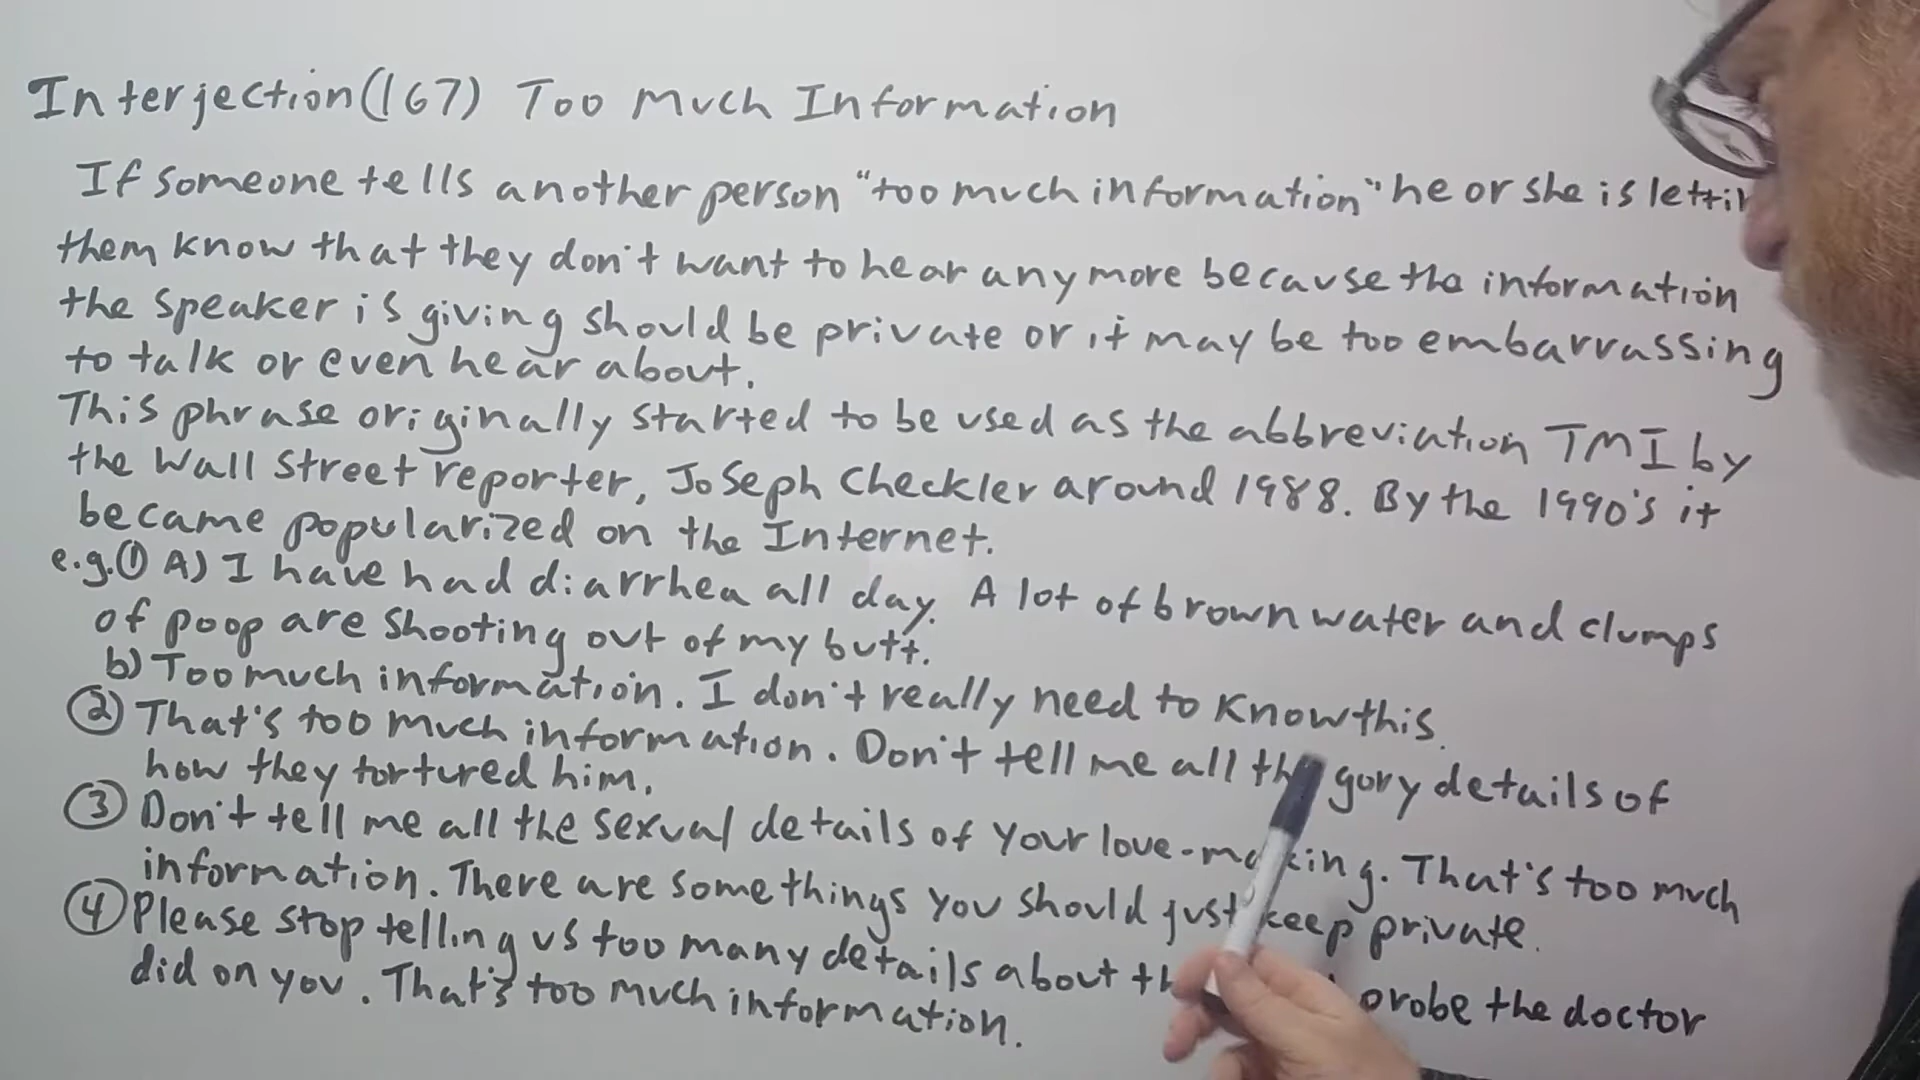 Interjection(167) Too Much Information
If someone tells another person "too much information" he or she is
them know that they don't want to hear any more because the information
the speaker is giving should be private or it may be too embarrassing
to talk or even hear about.
This phrase originally started to be used as the abbreviation TMI by
the Wall Street reporter, Joseph Checkler around 1988. By the 1990's it
became popularized on the Internet.
e.g.① A) I have had diarrhea all day. A lot of brown water and clumps
of poop are shooting out of my butt.
b) Too much information. I don't really need to know this.
② That's too much information. Don't tell me all gory details of
how they tortured him.
③ Don't tell me all the sexual details of your love-making. That's too much
information. There are some things you should just keep private.
④ Please stop telling us too many details about probe the doctor
did on you. That's too much information.